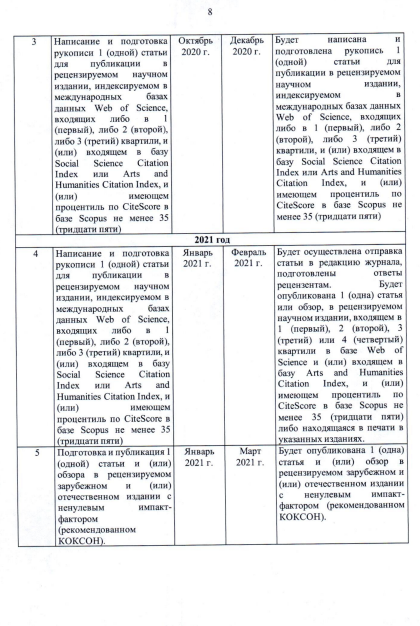 8
3
Написание и подготовка
рукописи 1 (одной) статьи
для публикации в
рецензируемом научном
издании, индексируемом в
международных базах
данных Web of Science,
входящих либо в 1
(первый), либо 2 (второй),
либо 3 (третий) квартили, и
(или) входящем в базу
Social Science Citation
Index или Arts and
Humanities Citation Index, и
(или) имеющем
процентиль по CiteScore в
базе Scopus не менее 35
(тридцати пяти)
Октябрь
2020 г.
Декабрь
2020 г.
Будет написана и
подготовлена рукопись 1
(одной) статьи для
публикации в рецензируемом
научном издании,
индексируемом в
международных базах данных
Web of Science, входящих
либо в 1 (первый), либо 2
(второй), либо 3 (третий)
квартили, и (или) входящем в
базу Social Science Citation
Index или Arts and Humanities
Citation Index, и (или)
имеющем процентиль по
CiteScore в базе Scopus не
менее 35 (тридцати пяти)
2021 год
4
Написание и подготовка
рукописи 1 (одной) статьи
для публикации в
рецензируемом научном
издании, индексируемом в
международных базах
данных Web of Science,
входящих либо в 1
(первый), либо 2 (второй),
либо 3 (третий) квартили, и
(или) входящем в базу
Social Science Citation
Index или Arts and
Humanities Citation Index, и
(или) имеющем
процентиль по CiteScore в
базе Scopus не менее 35
(тридцати пяти)
Январь
2021 г.
Февраль
2021 г.
Будет осуществлена отправка
статьи в редакцию журнала,
подготовлены ответы
рецензентам. Будет
опубликована 1 (одна) статья
или обзор, в рецензируемом
научном издании, входящем в
1 (первый), 2 (второй), 3
(третий) или 4 (четвертый)
квартили в базе Web of
Science и (или) входящем в
базу Arts and Humanities
Citation Index, и (или)
имеющем процентиль по
CiteScore в базе Scopus не
менее 35 (тридцати пяти)
либо находящаяся в печати в
указанных изданиях.
5
Подготовка и публикация 1
(одной) статьи и (или)
обзора в рецензируемом
зарубежном и (или)
отечественном издании с
ненулевым импакт-
фактором
(рекомендованном
КОКСОН).
Январь
2021 г.
Март
2021 г.
Будет опубликована 1 (одна)
статья и (или) обзор в
рецензируемом зарубежном и
(или) отечественном издании
с ненулевым импакт-
фактором (рекомендованном
КОКСОН).